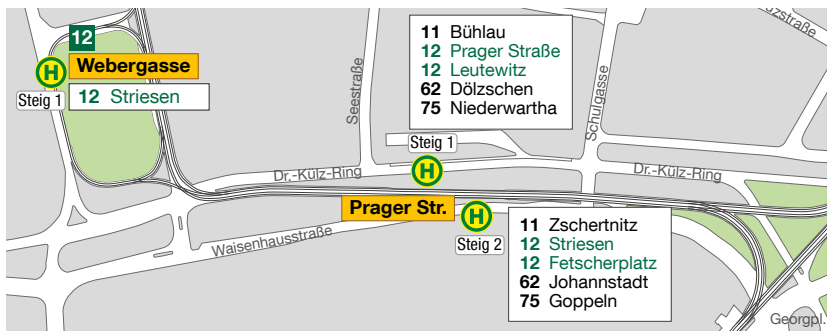 12
H
Webergasse
Steig 1
12 Striesen
Seestraße
11 Bühlau
12 Prager Straße
12 Leutewitz
62 Dölzschen
75 Niederwartha
Schulgasse
Steig 1
H
Dr.-Külz-Ring
Dr.-Külz-Ring
Prager Str.
H
Steig 2
Waisenhausstraße
11 Zschertnitz
12 Striesen
12 Fetscherplatz
62 Johannstadt
75 Goppeln
Georgpl.